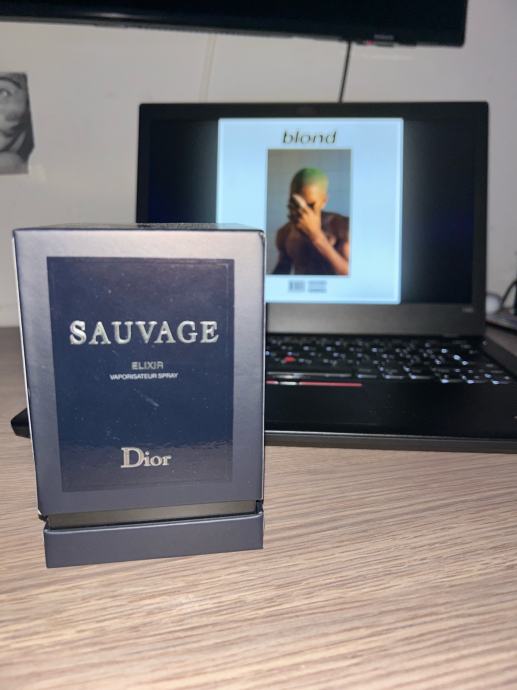 blond
SAUVAGE
ELIXIR
VAPORISATEUR SPRAY
Dior